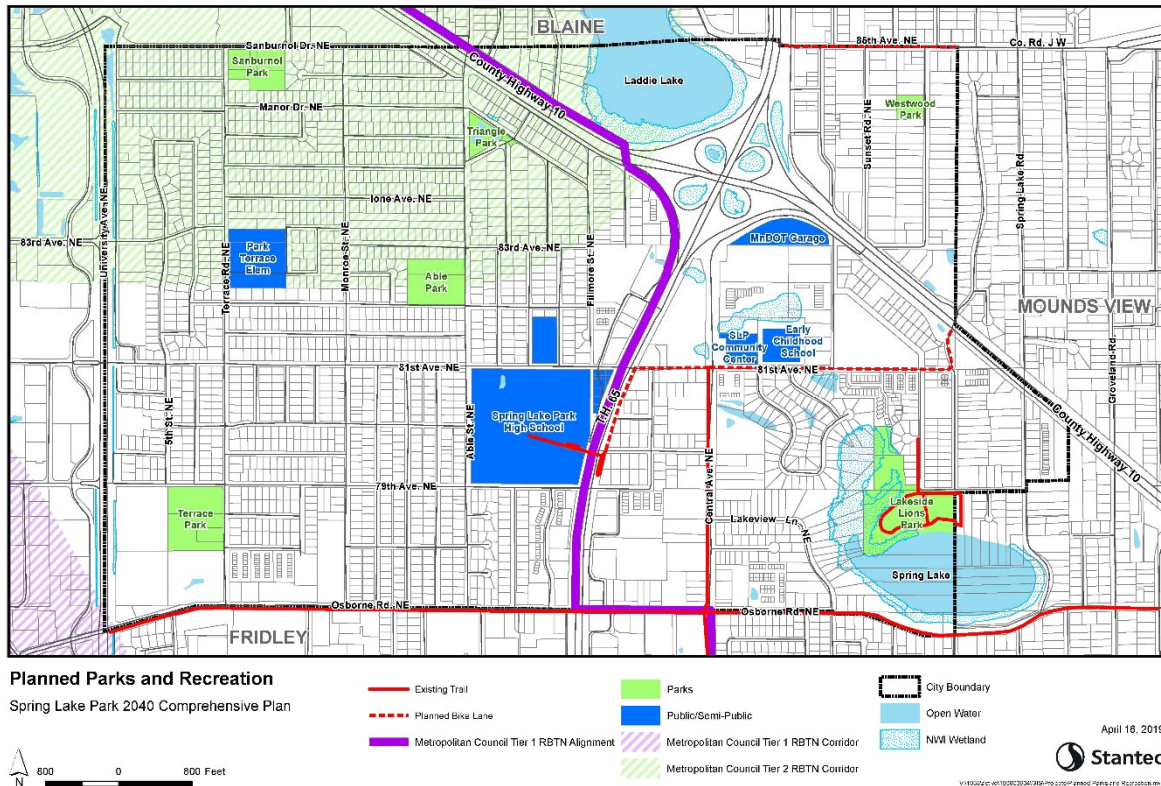 BLAINE
Sanburnol Dr. NE
85th Ave. NE
Co. Rd. J W
Sanburnol
Park
County Highway 10
Laddie Lake
Manor Dr. NE
Westwood
Park
Triangle
Park
Sunset Rd. NE
Spring Lake Rd.
University Ave. NE
Ione Ave. NE
83rd Ave. NE
Park
Terrace
Elem
Terrace Rd. NE
Monroe St. NE
83rd Ave. NE
Fillmore St. NE
MnDOT Garage
Able
Park
MOUNDS VIEW
SLP
Community
Center
Early
Childhood
School
Groveland Rd.
81st Ave. NE
81st Ave. NE
T.H. 65
5th St. NE
Able St. NE
Spring Lake Park
High School
Central Ave. NE
County Highway 10
79th Ave. NE
Terrace
Park
Lakeview Ln. NE
Lakeside
Lions
Park
Spring Lake
Osborne Rd. NE
Osborne Rd. NE
FRIDLEY
Planned Parks and Recreation
Spring Lake Park 2040 Comprehensive Plan
N
800 0 800 Feet
Existing Trail
Planned Bike Lane
Metropolitan Council Tier 1 RBTN Alignment
Parks
Public/Semi-Public
Metropolitan Council Tier 1 RBTN Corridor
Metropolitan Council Tier 2 RBTN Corridor
City Boundary
Open Water
NWI Wetland
April 16, 2019
Stantec